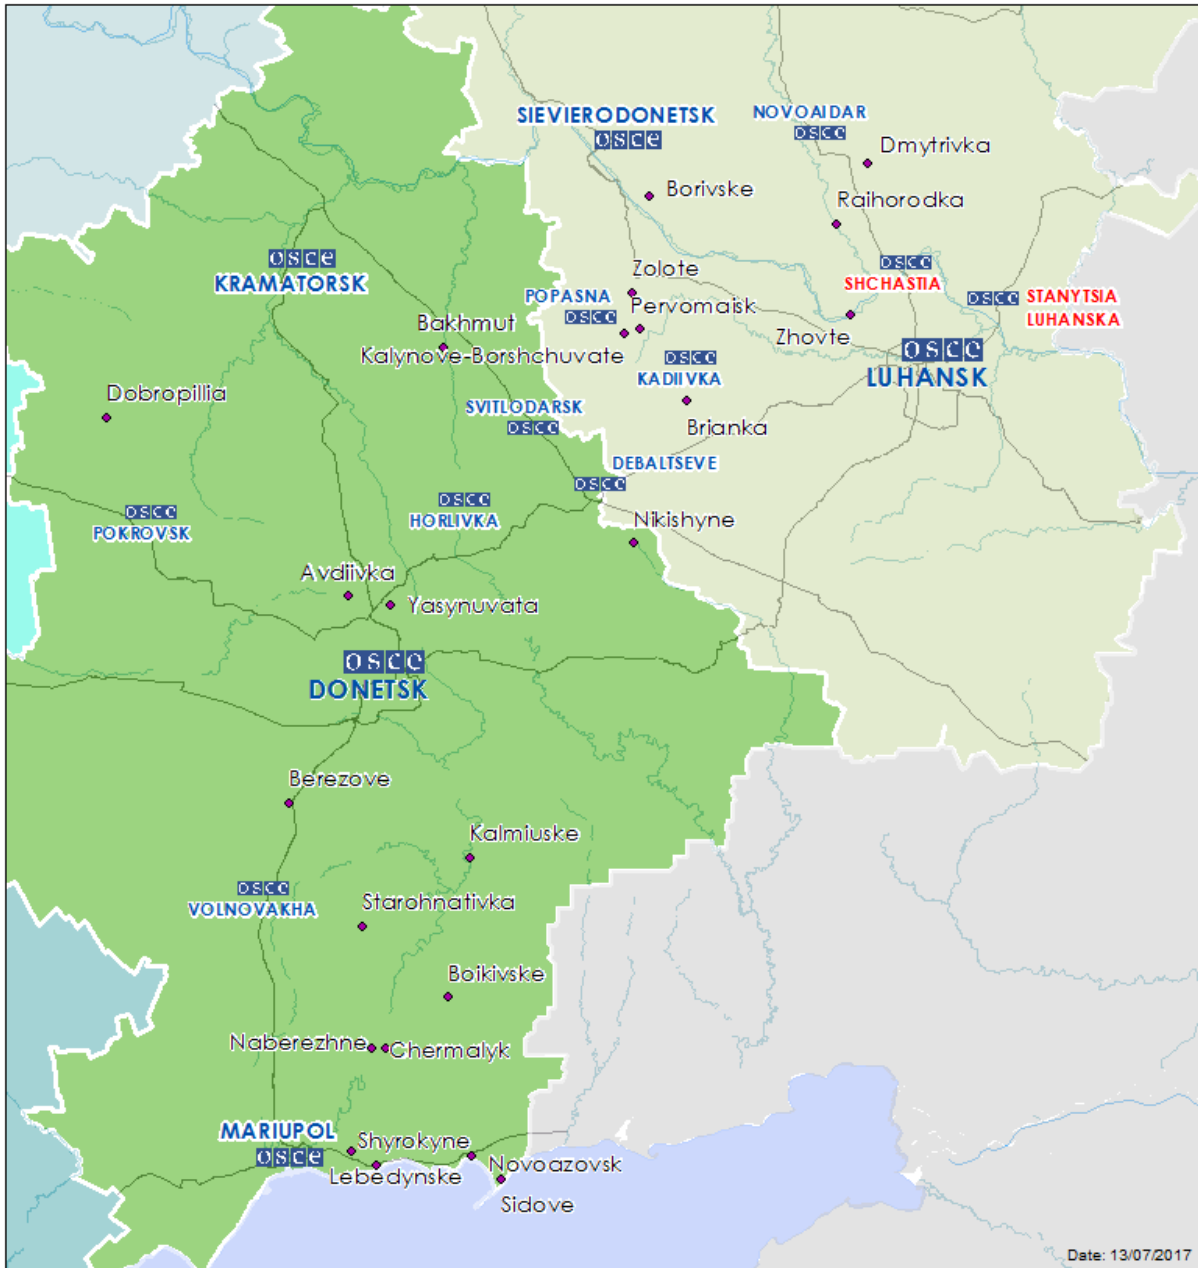 SIEVIERODONETSK
OSCE
NOVOAIDAR
OSCE
Dmytrivka
Borivske
Raihorodka
OSCE
KRAMATORSK
OSCE
SHCHASTIA
Zolote
POPASNA
OSCE
Pervomaisk
OSCE
STANYTSIA
LUHANSKA
Bakhmut
Zhovte
Kalynove-Borshchuvate
OSCE
KADIIVKA
OSCE
LUHANSK
Dobropillia
SVITLODARSK
OSCE
Brianka
DEBALTSEVE
OSCE
OSCE
POKROVSK
OSCE
HORLIVKA
Nikishyne
Avdiivka
Yasynuvata
OSCE
DONETSK
Berezove
Kalmiuske
OSCE
VOLNOVAKHA
Starohnativka
Boikivske
Naberezhne
Chermalyk
MARIUPOL
OSCE
Shyrokyne
Lebedynske
Novoazovsk
Sidove
Date: 13/07/2017